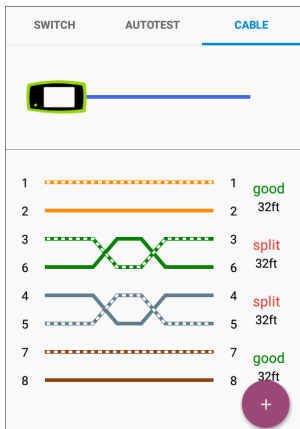 SWITCH AUTOTEST CABLE
1 1 good
2 2 32ft
3 3 split
6 6 32ft
4 4 split
5 5 32ft
7 7 good
8 8 32ft
+